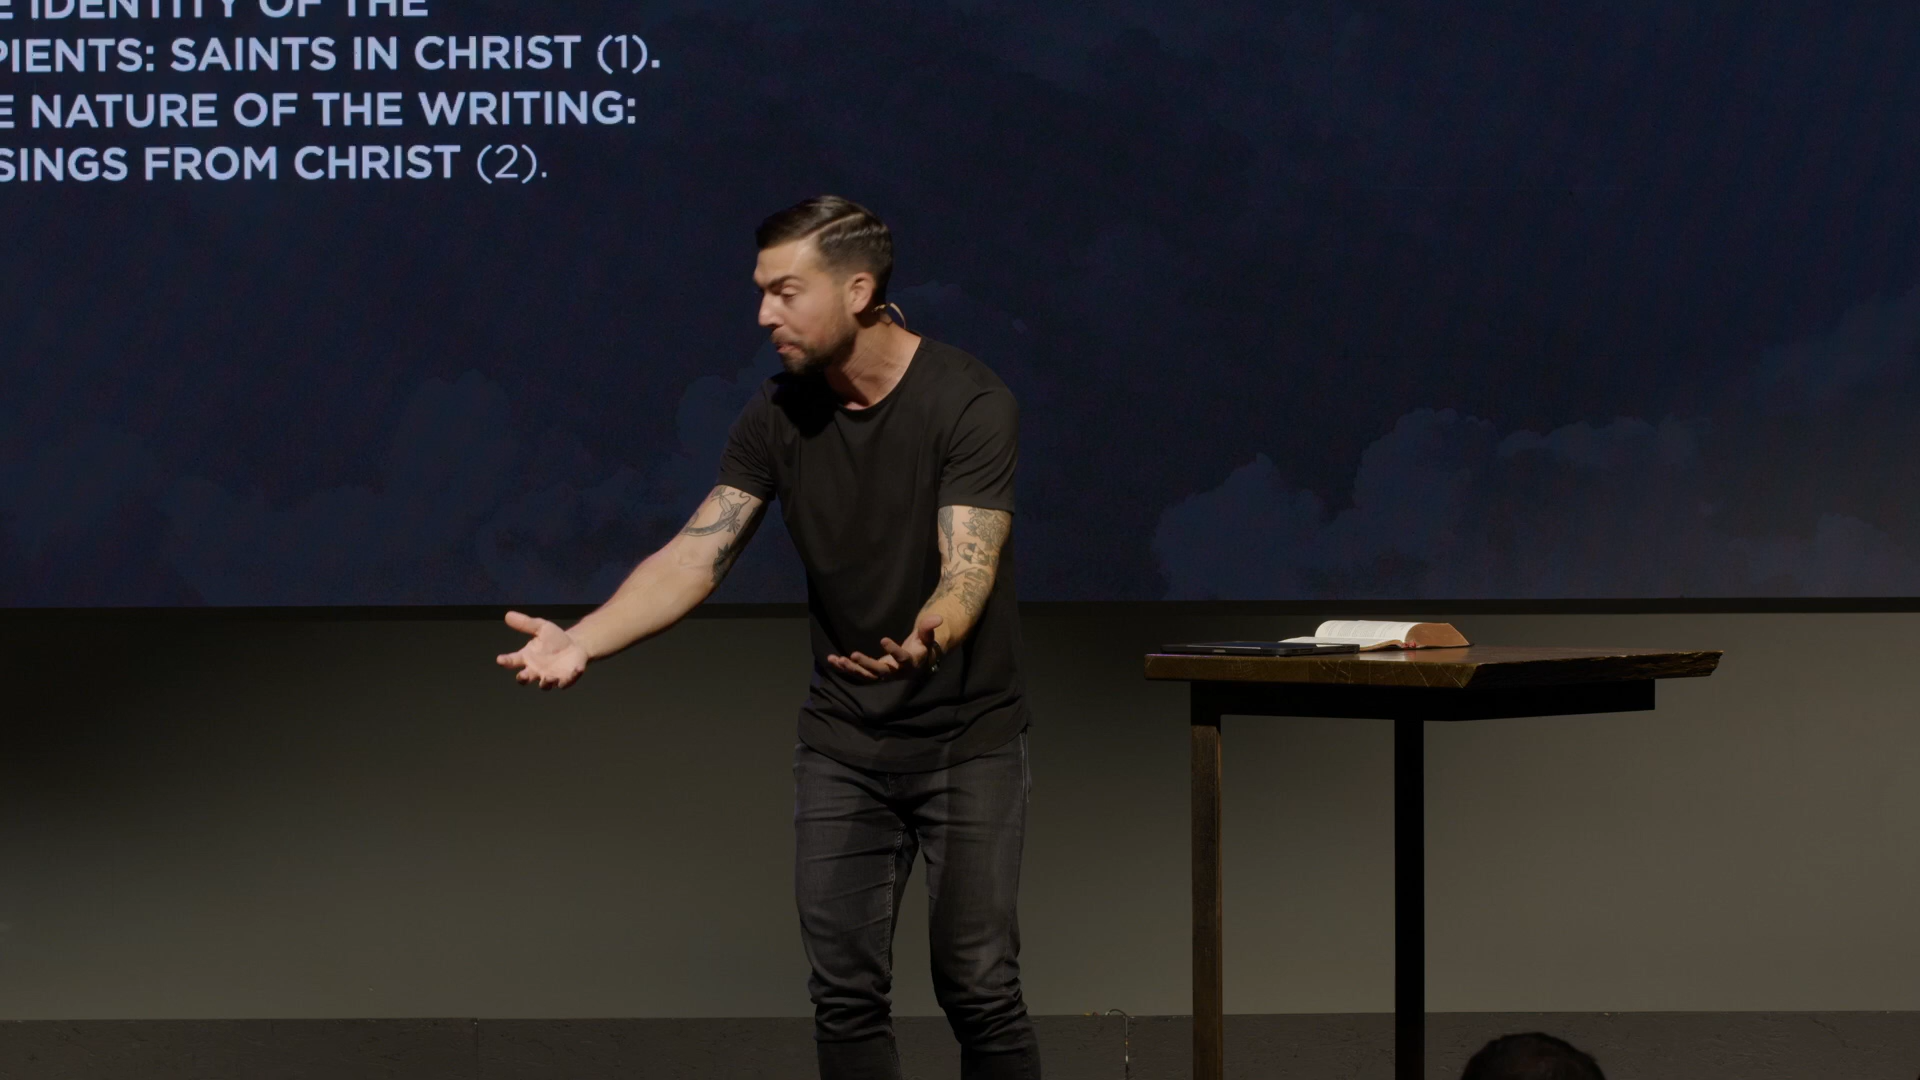 E IDENTITY OF THE
PIENTS: SAINTS IN CHRIST (1).
E NATURE OF THE WRITING:
SINGS FROM CHRIST (2).